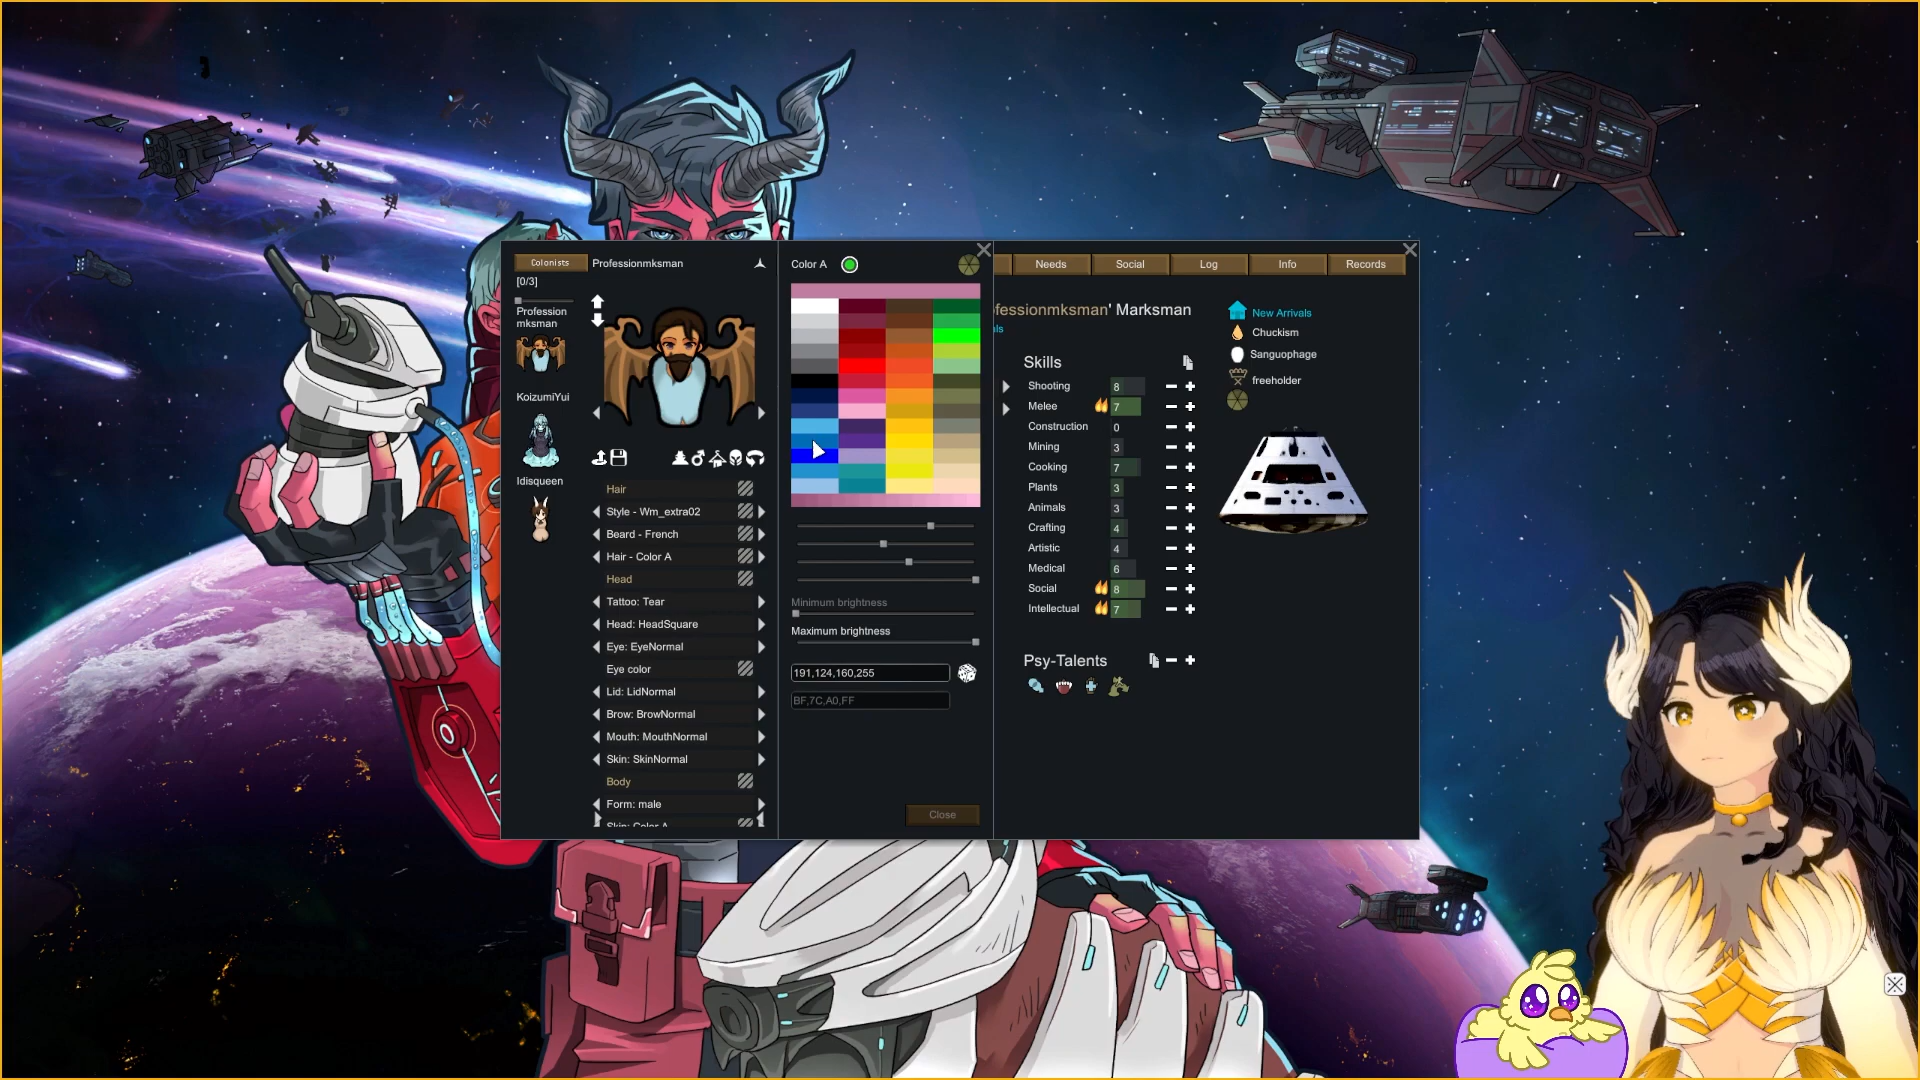 Colonists
Professionmksman
[0/3]
Profession
mksman
KoizumiYui
Idisqueen
Hair
Style - Wm_extra02
Beard - French
Hair - Color A
Head
Tattoo: Tear
Head: HeadSquare
Eye: EyeNormal
Eye color
Lid: LidNormal
Brow: BrowNormal
Mouth: MouthNormal
Skin: SkinNormal
Body
Form: male
Skin: Color A
Color A
Minimum brightness
Maximum brightness
191,124,160,255
BF,7C,A0,FF
Close
Needs
Social
Log
Info
Records
ofessionmksman' Marksman
als
Skills
Shooting 8
Melee 7
Construction 0
Mining 3
Cooking 7
Plants 3
Animals 3
Crafting 4
Artistic 4
Medical 6
Social 8
Intellectual 7
Psy-Talents
New Arrivals
Chuckism
Sanguophage
freeholder